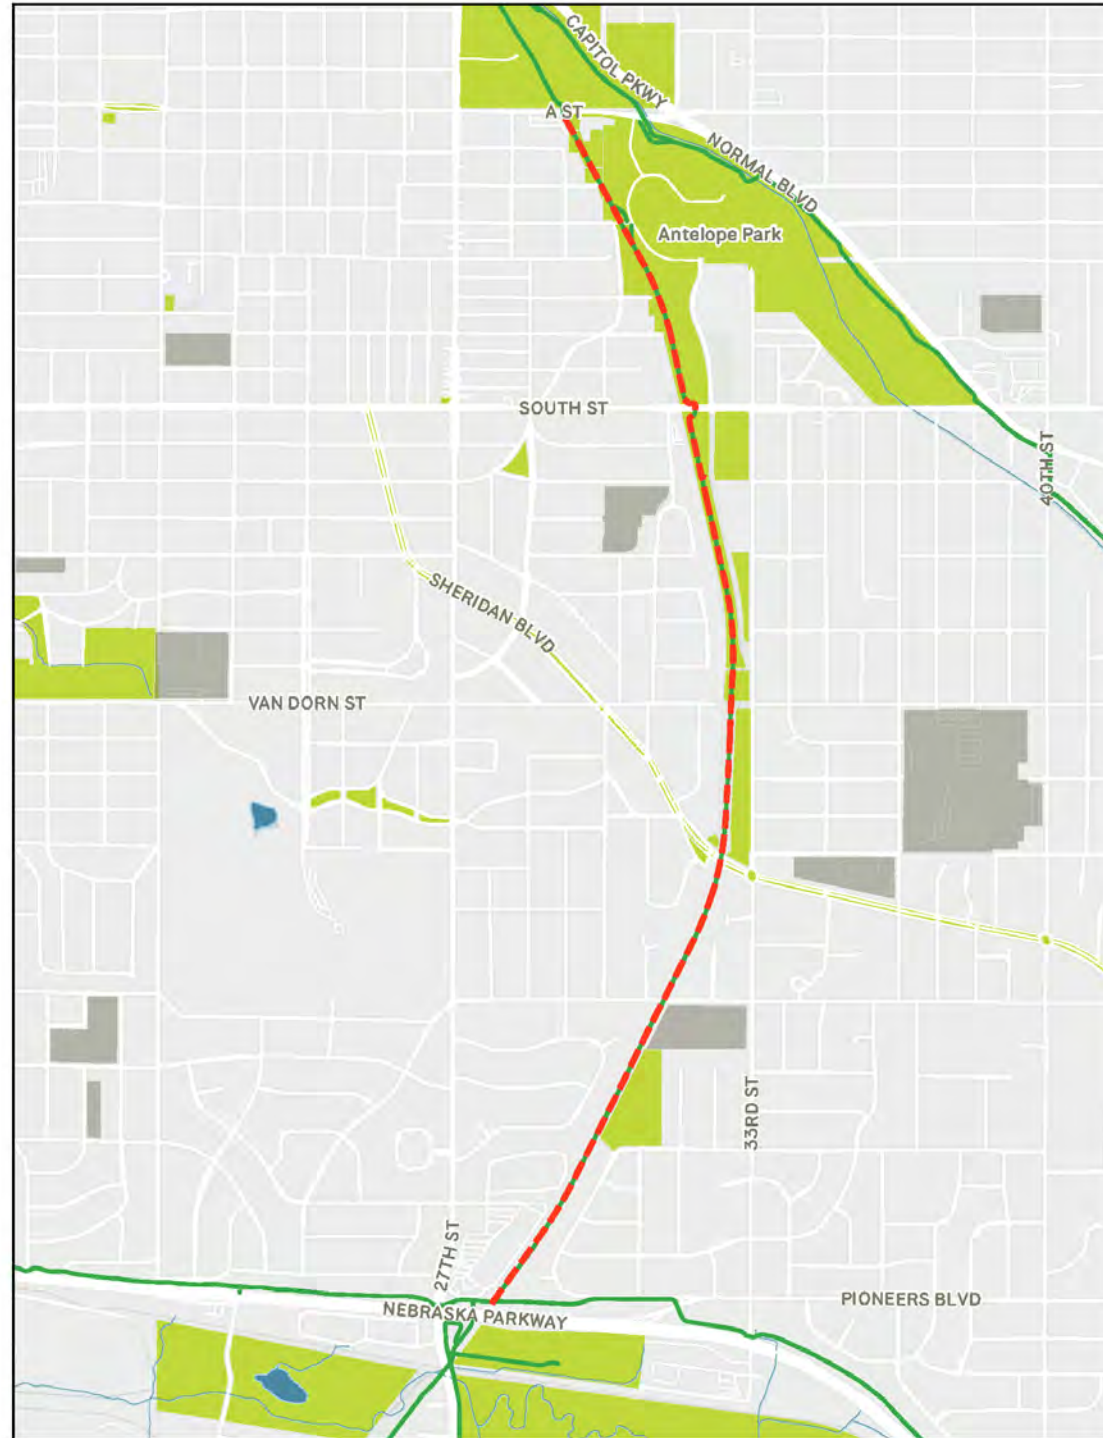 CAPITOL PKWY
A ST
NORMAL BLVD
Antelope Park
SOUTH ST
40TH ST
SHERIDAN BLVD
VAN DORN ST
33RD ST
27TH ST
PIONEERS BLVD
NEBRASKA PARKWAY